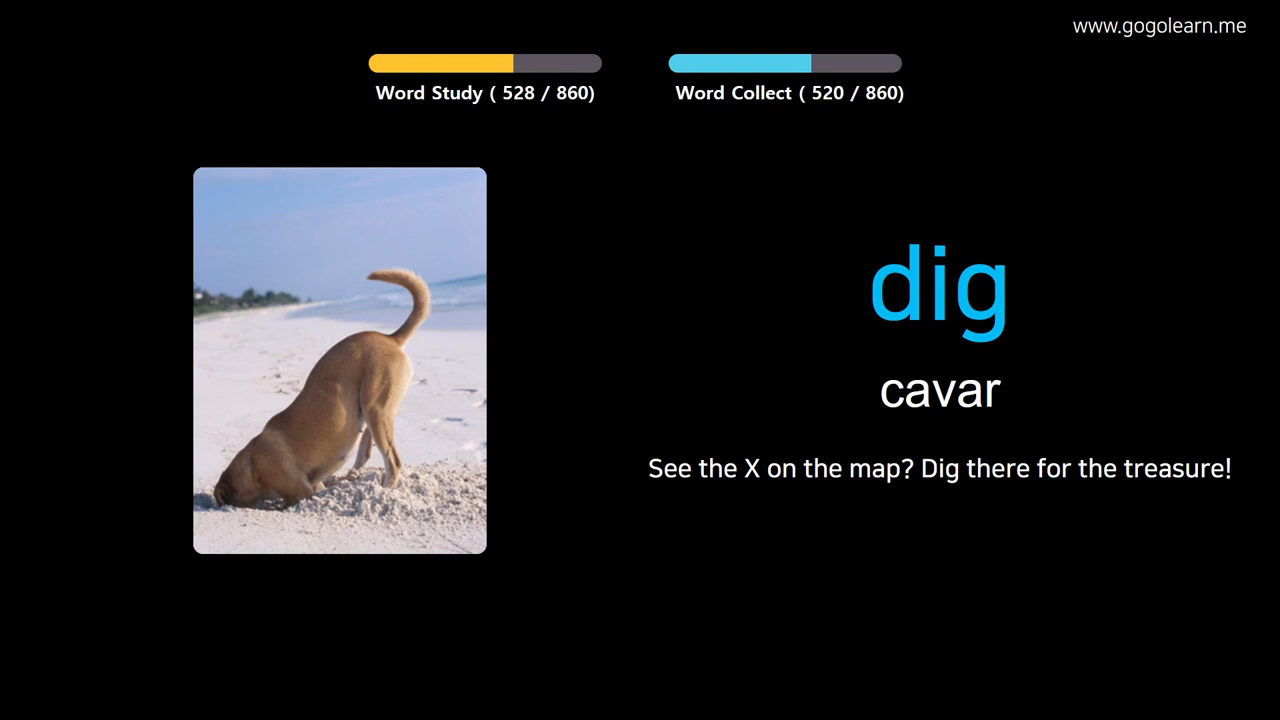 www.gogolearn.me
Word Study ( 528 / 860)
Word Collect ( 520 / 860)
dig
cavar
See the X on the map? Dig there for the treasure!